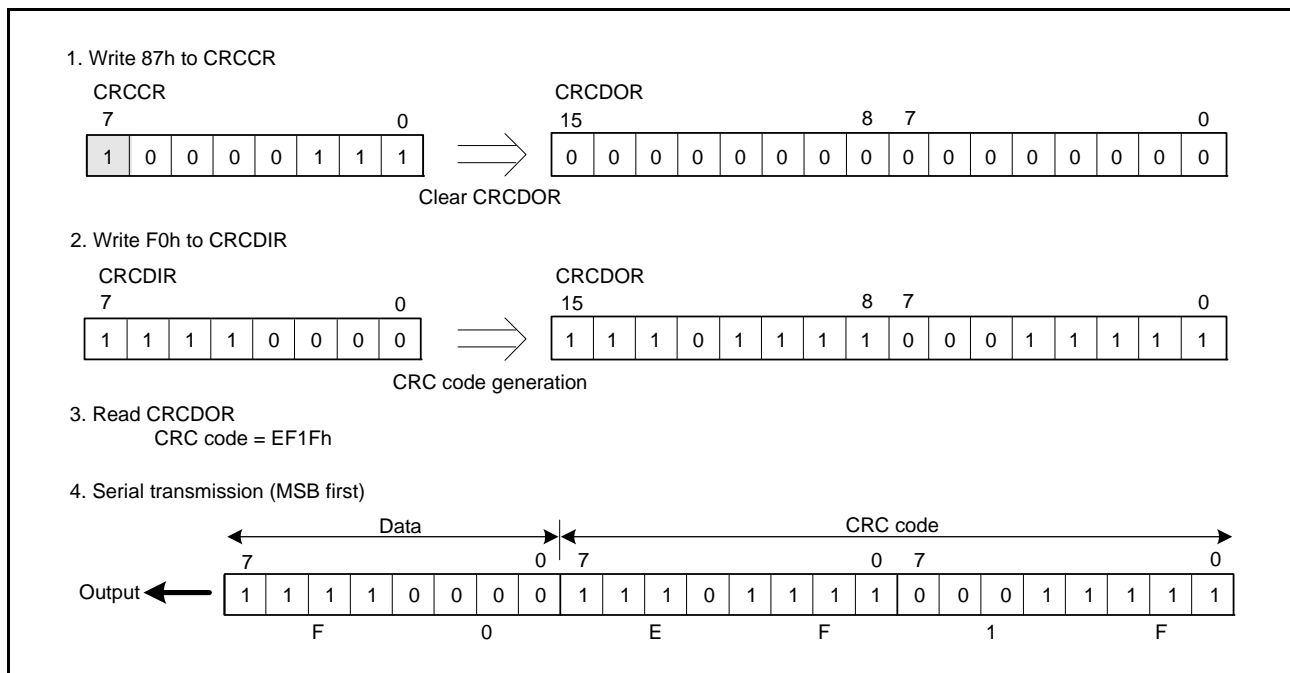 1. Write 87h to CRCCR
CRCCR CRCDOR
7 0 15 8 7 0
1 0 0 0 0 1 1 1 0 0 0 0 0 0 0 0 0 0 0 0 0 0 0 0
Clear CRCDOR
2. Write F0h to CRCDIR
CRCDIR CRCDOR
7 0 15 8 7 0
1 1 1 1 0 0 0 0 1 1 1 0 1 1 1 1 0 0 0 1 1 1 1 1
CRC code generation
3. Read CRCDOR
CRC code = EF1Fh
4. Serial transmission (MSB first)
Data CRC code
7 0 7 0 7 0
Output 1 1 1 1 0 0 0 0 1 1 1 0 1 1 1 1 0 0 0 1 1 1 1 1
F 0 E F 1 F